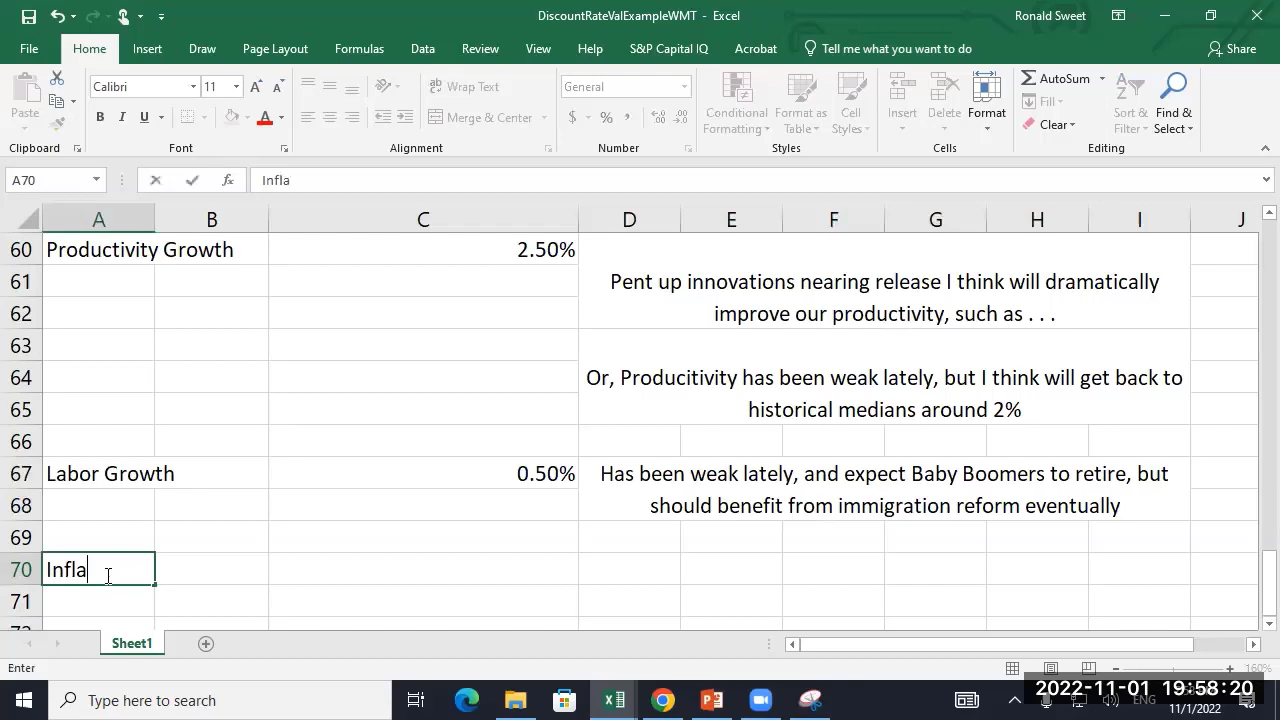 DiscountRateValExampleWMT - Excel
Ronald Sweet
File Home Insert Draw Page Layout Formulas Data Review View Help S&P Capital IQ Acrobat Tell me what you want to do Share
Calibri 11 Wrap Text General AutoSum
Paste Merge & Center Conditional Formatting Format as Table Cell Styles Insert Delete Format Fill Clear Sort & Filter Find & Select
B I U A $ %
Clipboard Font Alignment Number Styles Cells Editing
A70 fx Infla
A B C D E F G H I J
60 Productivity Growth 2.50%
61 Pent up innovations nearing release I think will dramatically
62 improve our productivity, such as . . .
63
64 Or, Producitivity has been weak lately, but I think will get back to
65 historical medians around 2%
66
67 Labor Growth 0.50% Has been weak lately, and expect Baby Boomers to retire, but
68 should benefit from immigration reform eventually
69
70 Infla
71
Sheet1
Enter 160%
Type here to search
2022-11-01 19:58:20
ENG
11/1/2022